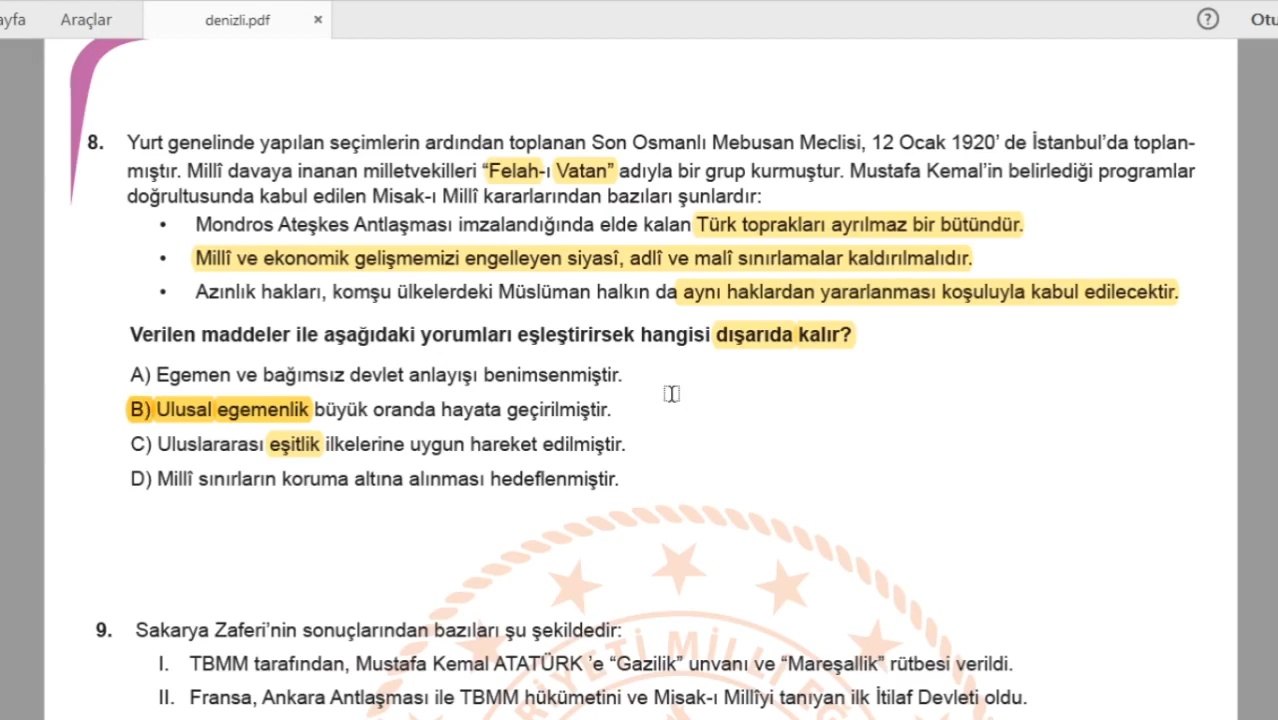 ayfa Araçlar denizli.pdf × ? Otu
8. Yurt genelinde yapılan seçimlerin ardından toplanan Son Osmanlı Mebusan Meclisi, 12 Ocak 1920’ de İstanbul’da toplan-
mıştır. Millî davaya inanan milletvekilleri “Felah-ı Vatan” adıyla bir grup kurmuştur. Mustafa Kemal’in belirlediği programlar
doğrultusunda kabul edilen Misak-ı Millî kararlarından bazıları şunlardır:
• Mondros Ateşkes Antlaşması imzalandığında elde kalan Türk toprakları ayrılmaz bir bütündür.
• Millî ve ekonomik gelişmemizi engelleyen siyasî, adlî ve malî sınırlamalar kaldırılmalıdır.
• Azınlık hakları, komşu ülkelerdeki Müslüman halkın da aynı haklardan yararlanması koşuluyla kabul edilecektir.
Verilen maddeler ile aşağıdaki yorumları eşleştirirsek hangisi dışarıda kalır?
A) Egemen ve bağımsız devlet anlayışı benimsenmiştir.
B) Ulusal egemenlik büyük oranda hayata geçirilmiştir.
C) Uluslararası eşitlik ilkelerine uygun hareket edilmiştir.
D) Millî sınırların koruma altına alınması hedeflenmiştir.
9. Sakarya Zaferi’nin sonuçlarından bazıları şu şekildedir:
I. TBMM tarafından, Mustafa Kemal ATATÜRK ’e “Gazilik” unvanı ve “Mareşallik” rütbesi verildi.
II. Fransa, Ankara Antlaşması ile TBMM hükümetini ve Misak-ı Millîyi tanıyan ilk İtilaf Devleti oldu.